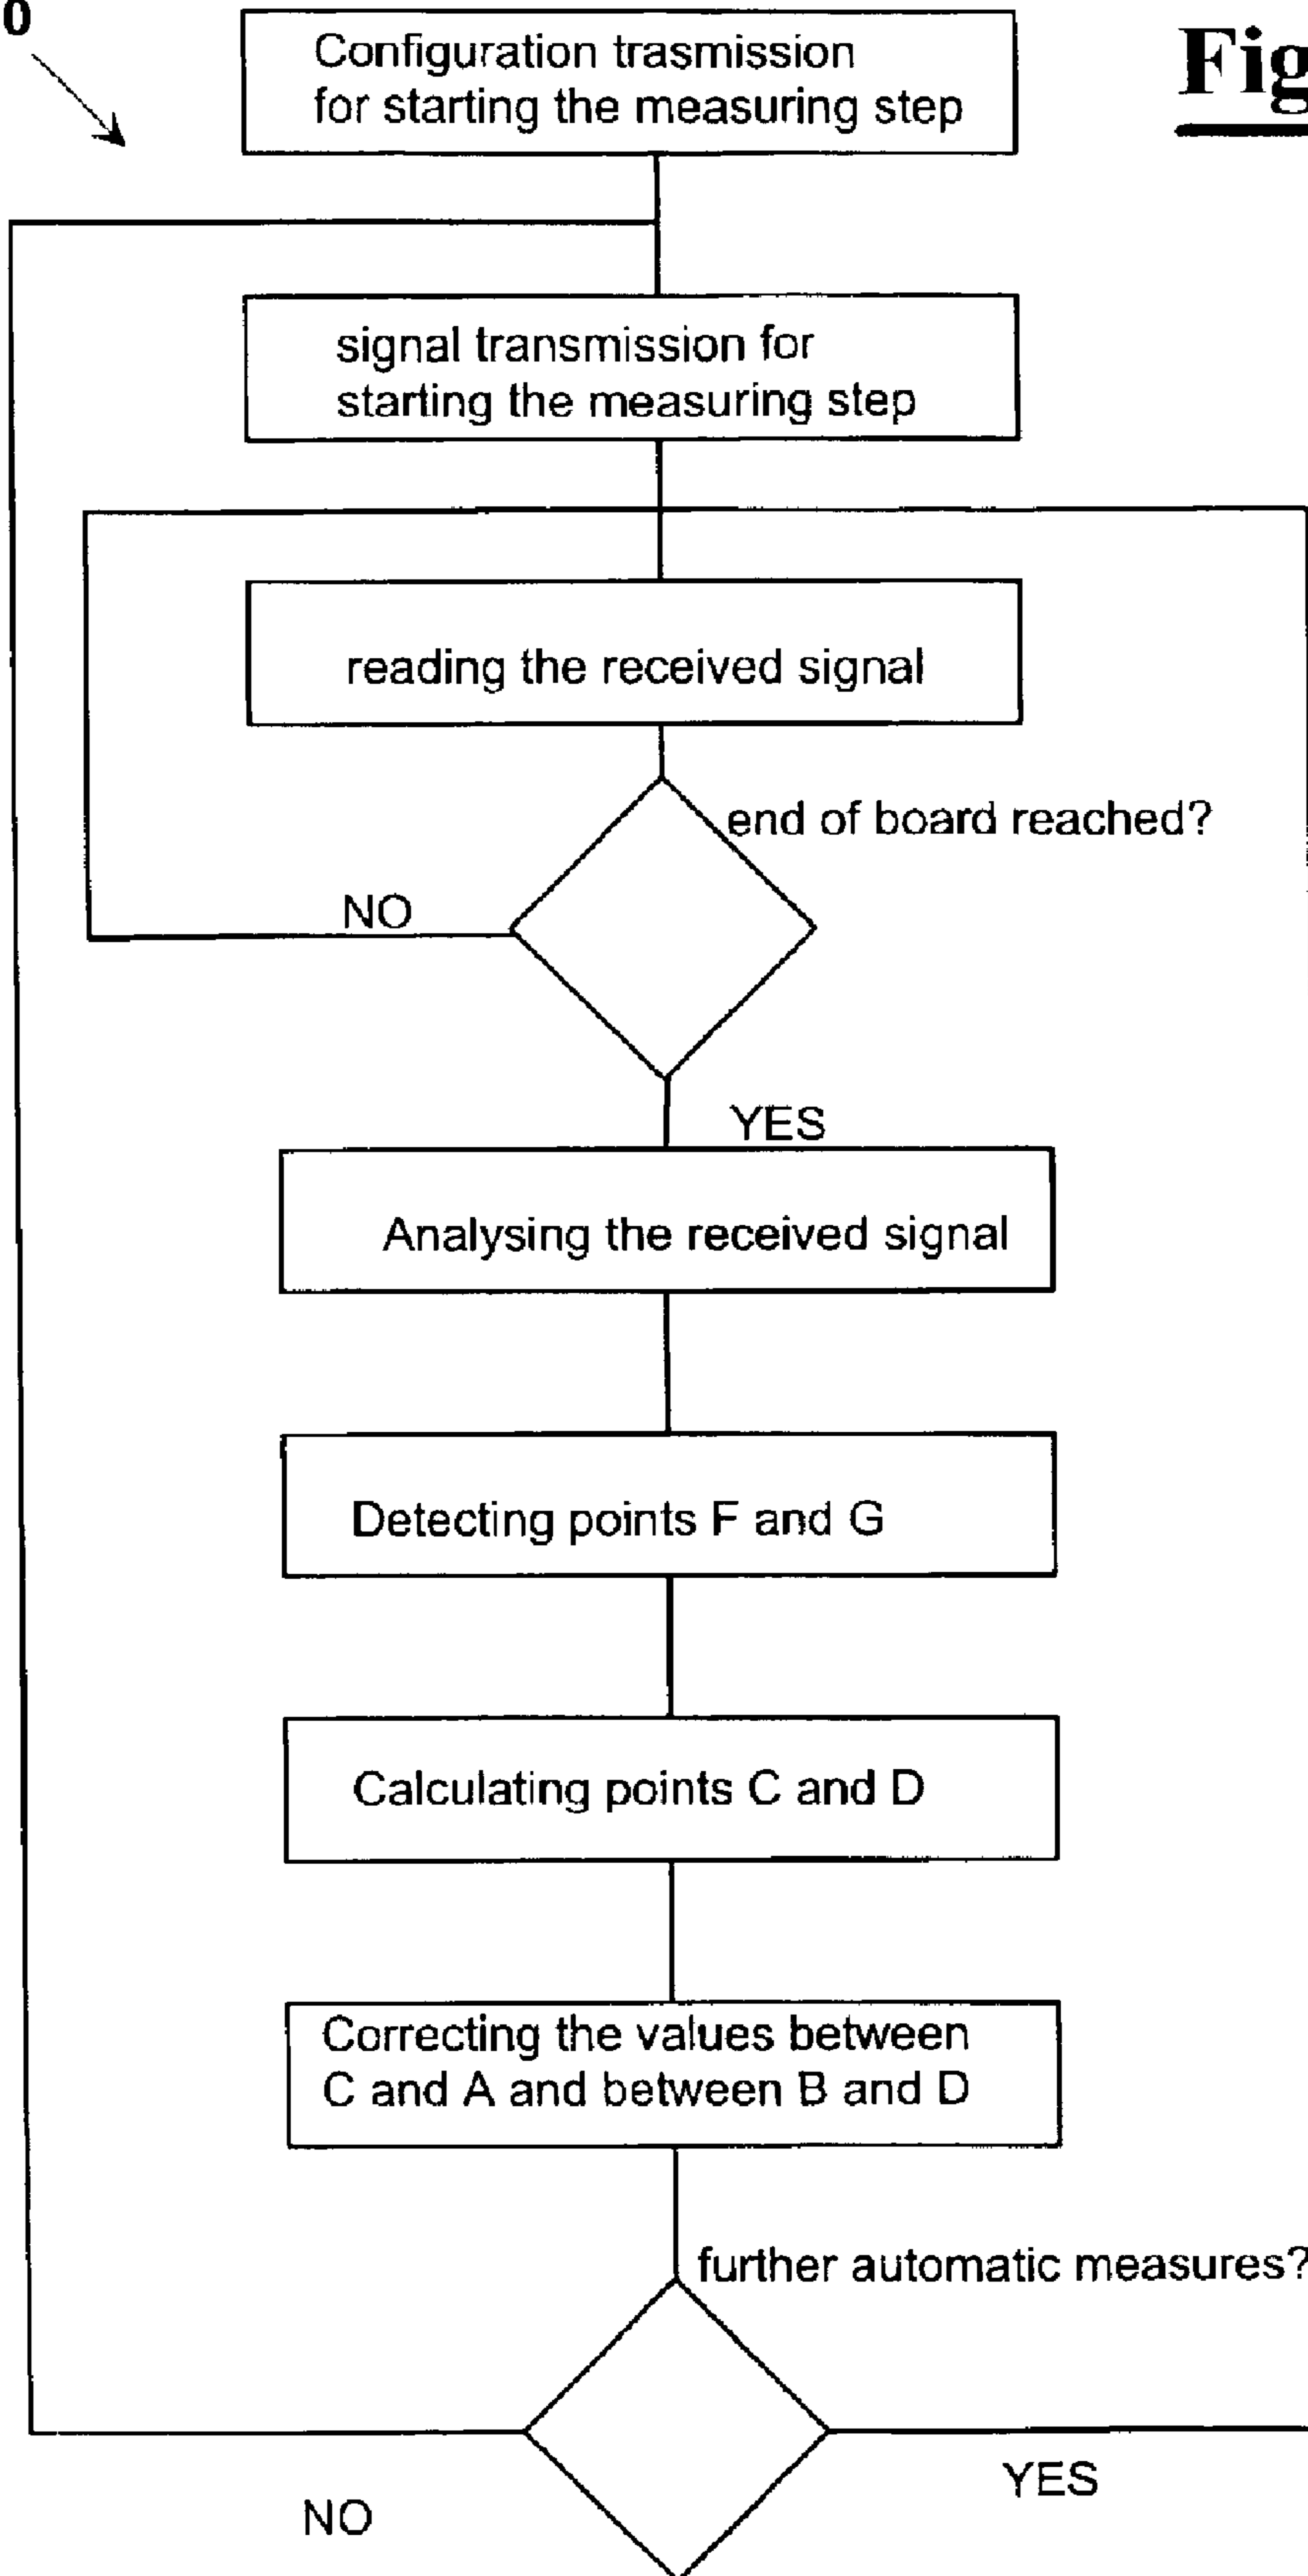 0
Fig
Configuration trasmission
for starting the measuring step
signal transmission for
starting the measuring step
reading the received signal
end of board reached?
NO
YES
Analysing the received signal
Detecting points F and G
Calculating points C and D
Correcting the values between
C and A and between B and D
further automatic measures?
YES
NO